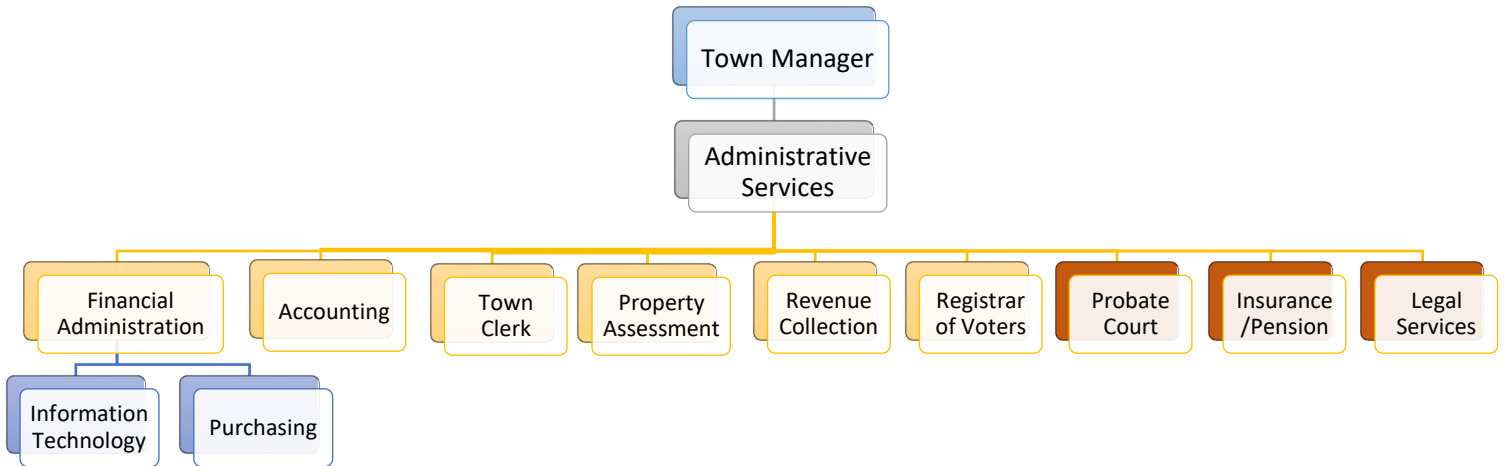 Town Manager
Administrative
Services
Financial
Administration
Accounting
Town
Clerk
Property
Assessment
Revenue
Collection
Registrar
of Voters
Probate
Court
Insurance
/Pension
Legal
Services
Information
Technology
Purchasing